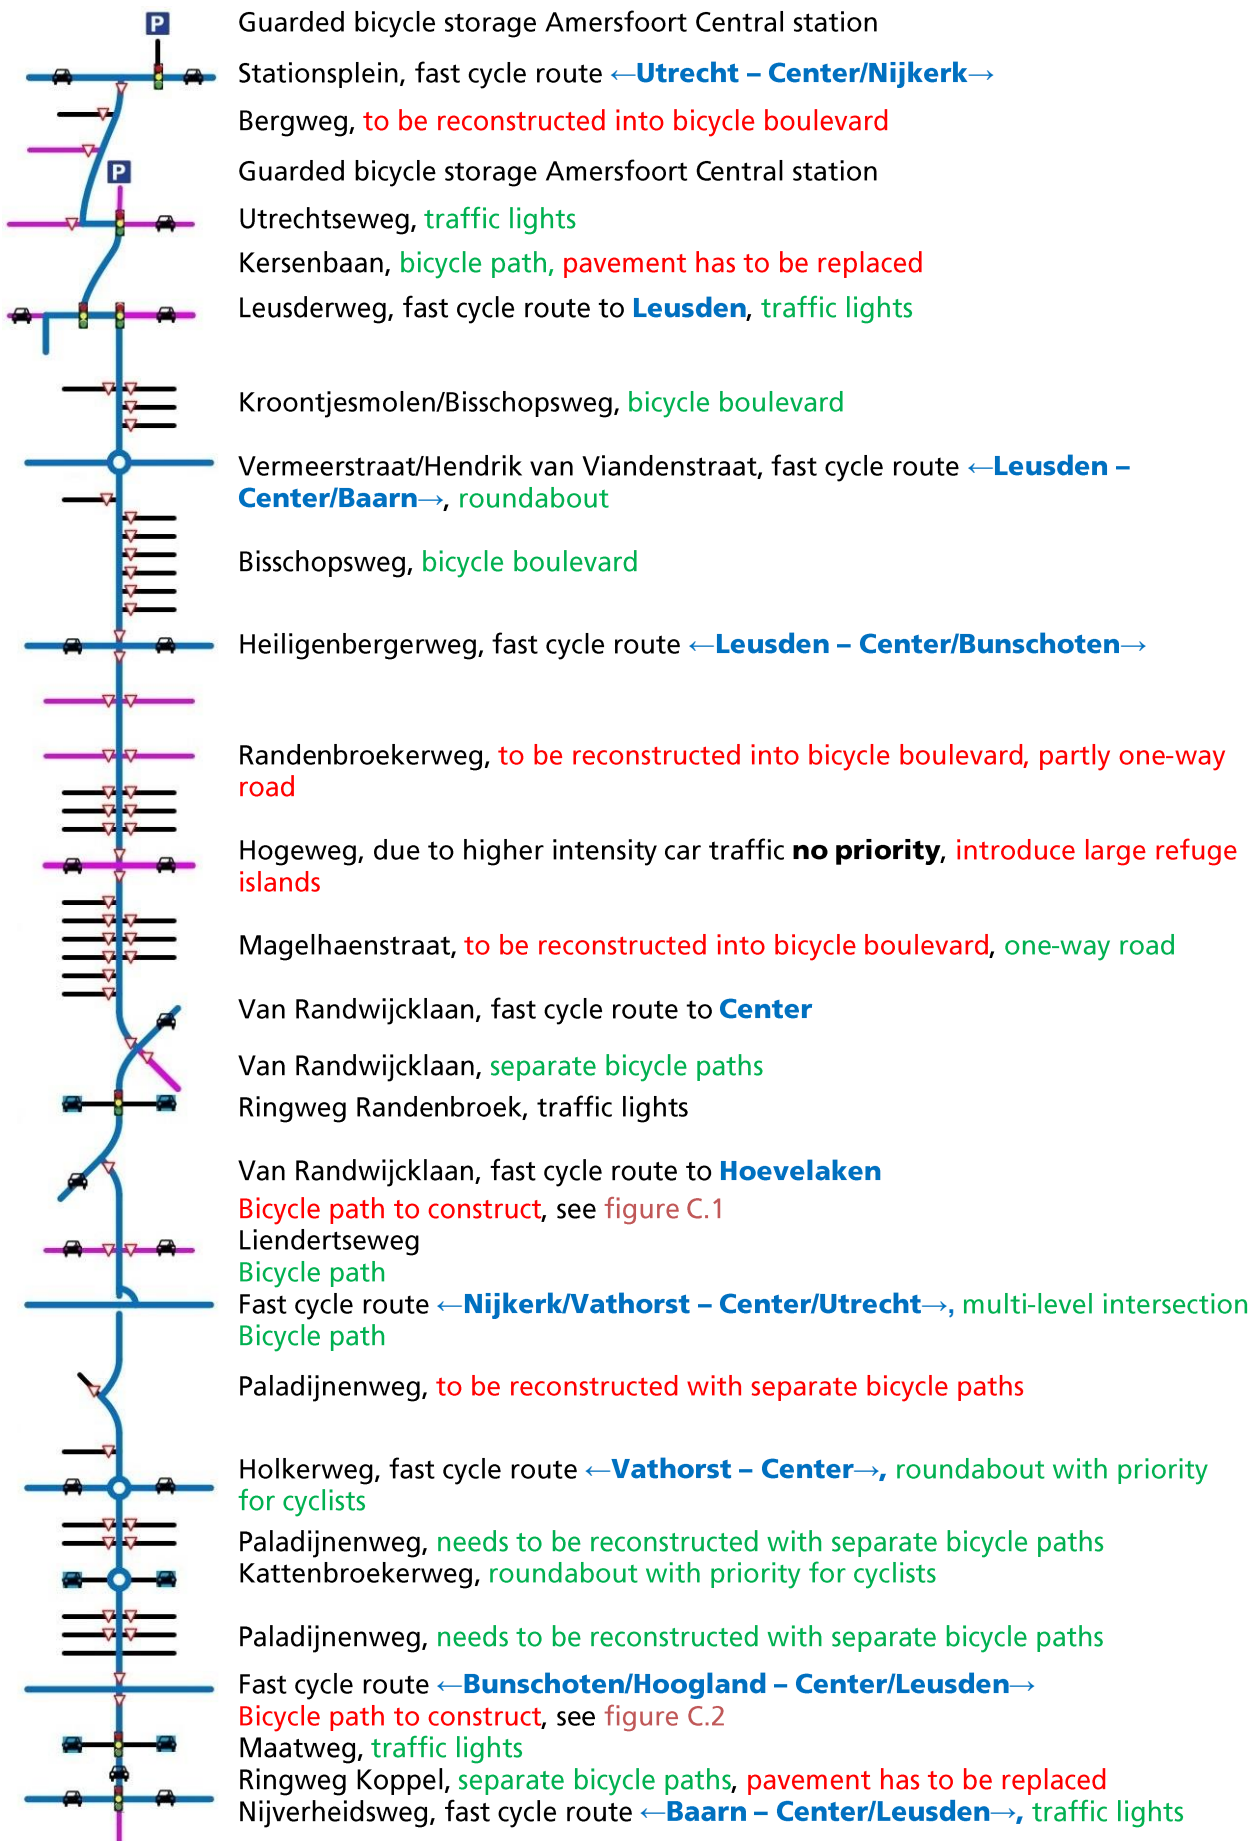 P
Guarded bicycle storage Amersfoort Central station
Stationsplein, fast cycle route ←Utrecht – Center/Nijkerk→
Bergweg, to be reconstructed into bicycle boulevard
P
Guarded bicycle storage Amersfoort Central station
Utrechtseweg, traffic lights
Kersenbaan, bicycle path, pavement has to be replaced
Leusderweg, fast cycle route to Leusden, traffic lights
Kroontjesmolen/Bisschopsweg, bicycle boulevard
Vermeerstraat/Hendrik van Viandenstraat, fast cycle route ←Leusden –
Center/Baarn→, roundabout
Bisschopsweg, bicycle boulevard
Heiligenbergerweg, fast cycle route ←Leusden – Center/Bunschoten→
Randenbroekerweg, to be reconstructed into bicycle boulevard, partly one-way
road
Hogeweg, due to higher intensity car traffic no priority, introduce large refuge
islands
Magelhaenstraat, to be reconstructed into bicycle boulevard, one-way road
Van Randwijcklaan, fast cycle route to Center
Van Randwijcklaan, separate bicycle paths
Ringweg Randenbroek, traffic lights
Van Randwijcklaan, fast cycle route to Hoevelaken
Bicycle path to construct, see figure C.1
Liendertseweg
Bicycle path
Fast cycle route ←Nijkerk/Vathorst – Center/Utrecht→, multi-level intersection
Bicycle path
Paladijnenweg, to be reconstructed with separate bicycle paths
Holkerweg, fast cycle route ←Vathorst – Center→, roundabout with priority
for cyclists
Paladijnenweg, needs to be reconstructed with separate bicycle paths
Kattenbroekerweg, roundabout with priority for cyclists
Paladijnenweg, needs to be reconstructed with separate bicycle paths
Fast cycle route ←Bunschoten/Hoogland – Center/Leusden→
Bicycle path to construct, see figure C.2
Maatweg, traffic lights
Ringweg Koppel, separate bicycle paths, pavement has to be replaced
Nijverheidsweg, fast cycle route ←Baarn – Center/Leusden→, traffic lights